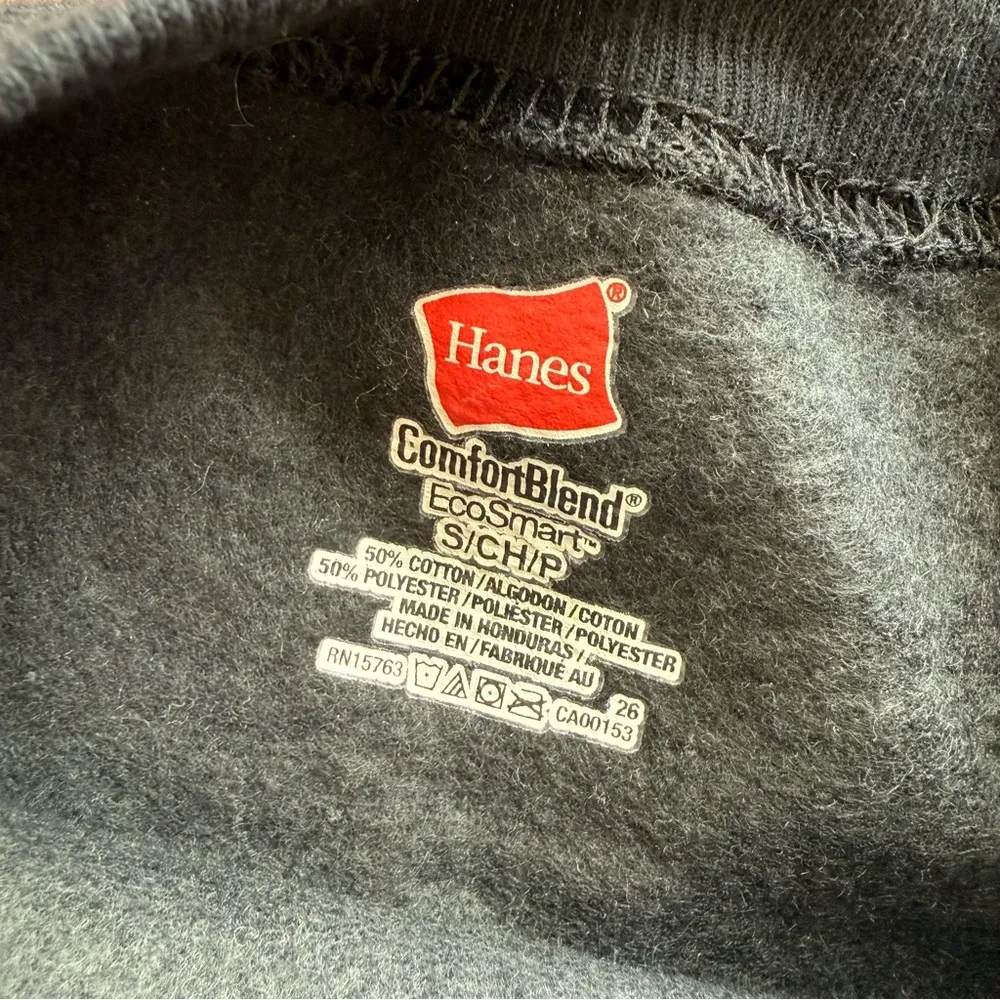 Hanes®
ComfortBlend®
EcoSmart™
S/CH/P
50% COTTON/ALGODON/COTON
50% POLYESTER/POLIÉSTER/POLYESTER
MADE IN HONDURAS/
HECHO EN/FABRIQUÉ AU
26
RN15763
CA00153